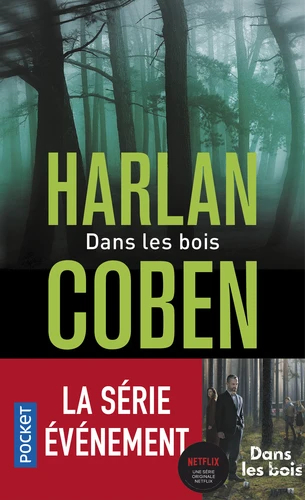 HARLAN
Dans les bois
COBEN
POCKET
LA SÉRIE
ÉVÉNEMENT
NETFLIX
UNE SÉRIE
ORIGINALE
NETFLIX
Dans
les bois